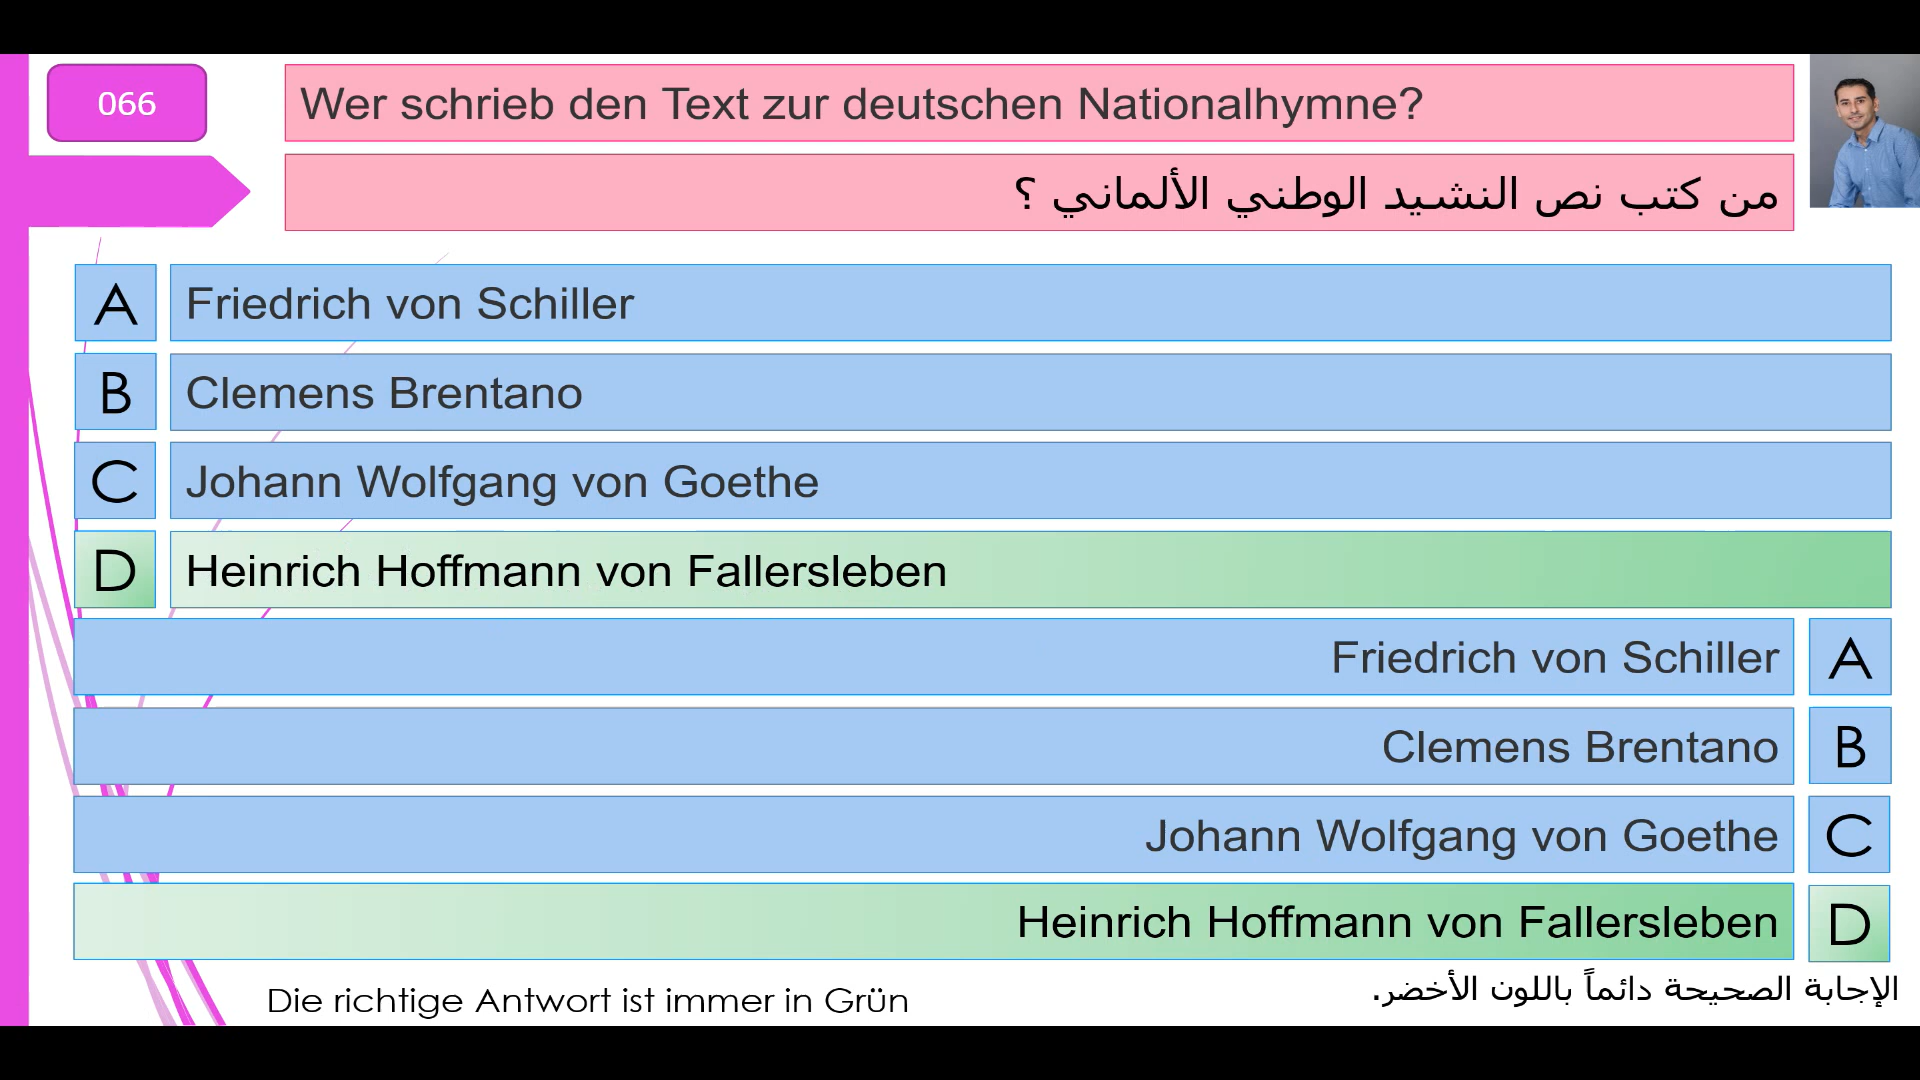 066
Wer schrieb den Text zur deutschen Nationalhymne?
من كتب نص النشيد الوطني الألماني ؟
A Friedrich von Schiller
B Clemens Brentano
C Johann Wolfgang von Goethe
D Heinrich Hoffmann von Fallersleben
Friedrich von Schiller A
Clemens Brentano B
Johann Wolfgang von Goethe C
Heinrich Hoffmann von Fallersleben D
Die richtige Antwort ist immer in Grün
الإجابة الصحيحة دائماً باللون الأخضر.